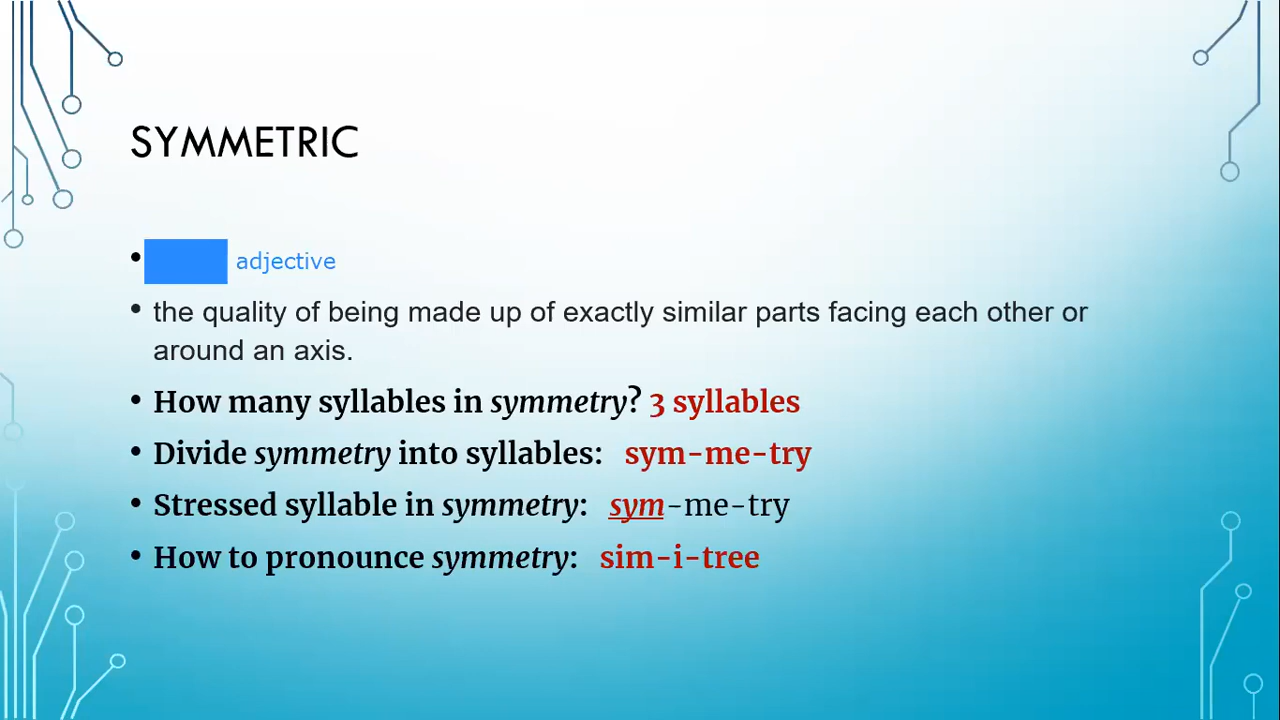 SYMMETRIC
• adjective
• the quality of being made up of exactly similar parts facing each other or
around an axis.
• How many syllables in symmetry? 3 syllables
• Divide symmetry into syllables: sym-me-try
• Stressed syllable in symmetry: sym-me-try
• How to pronounce symmetry: sim-i-tree